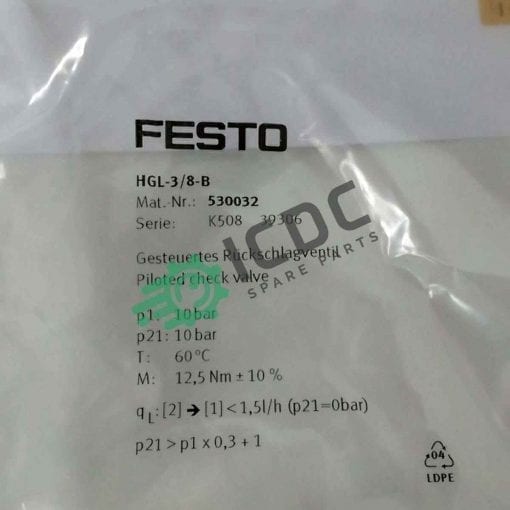 FESTO
HGL-3/8-B
Mat.-Nr.: 530032
Serie: K508 39306
Gesteuertes Rückschlagventil
Piloted check valve
p1: 10 bar
p21: 10 bar
T: 60 °C
M: 12,5 Nm ± 10 %
qL: [2] ➔ [1] < 1,5l/h (p21=0bar)
p21 > p1 x 0,3 + 1
ICDC
SPARE PARTS
04
LDPE